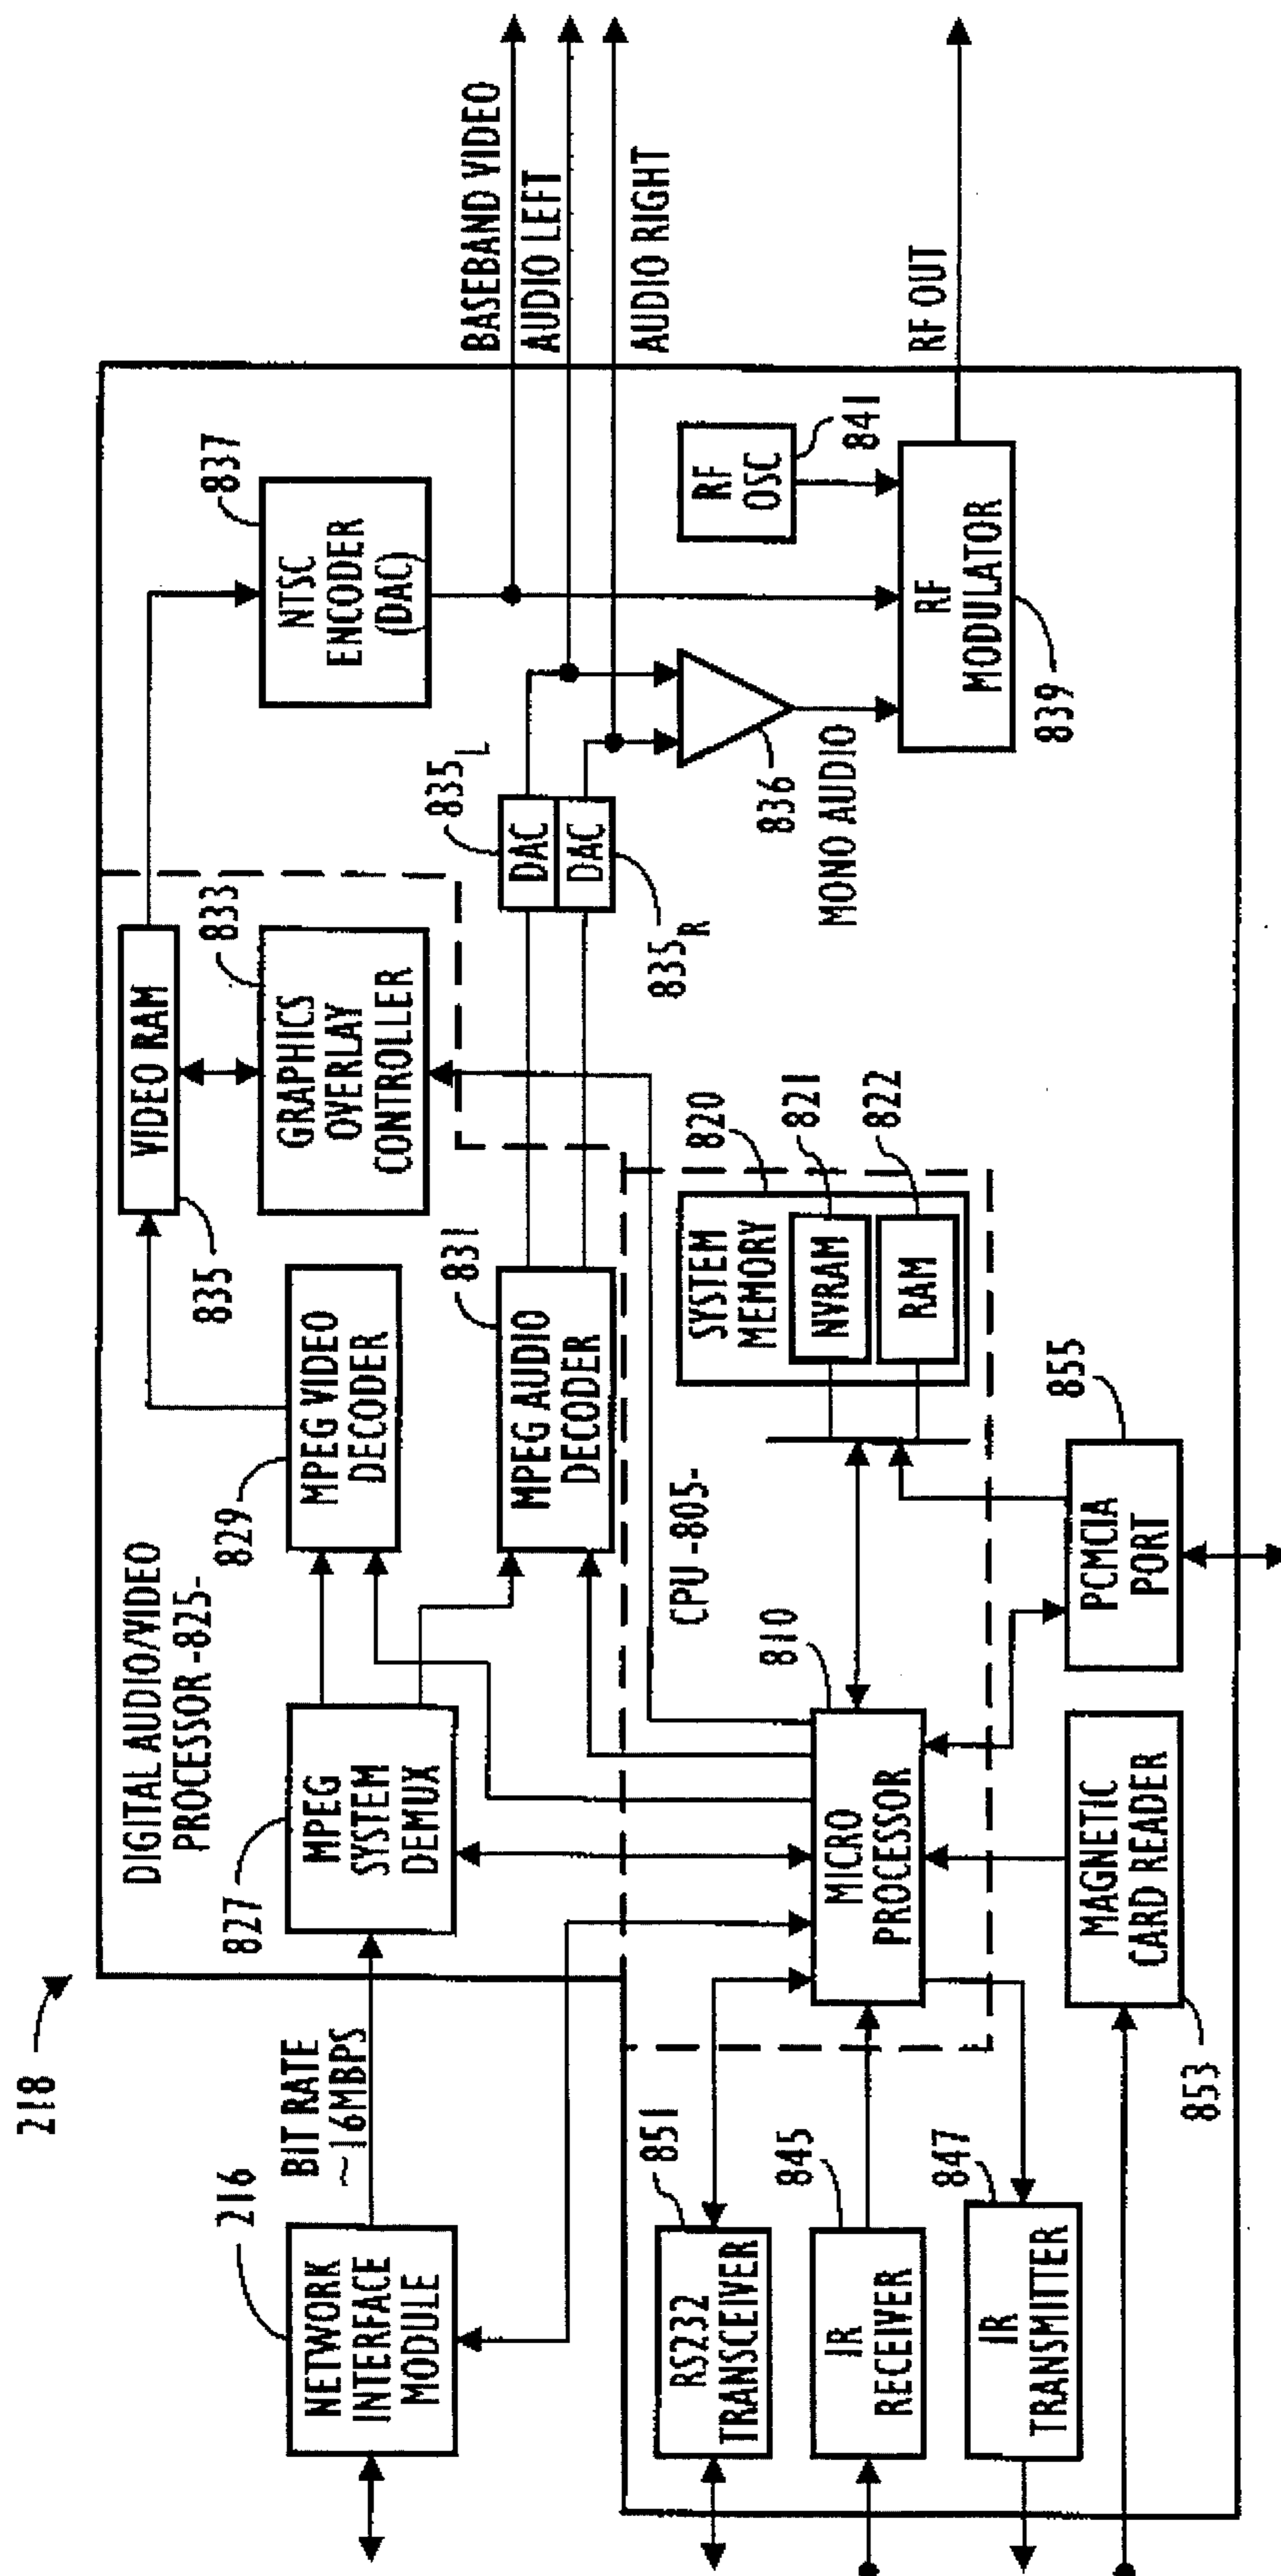 218
216
NETWORK
INTERFACE
MODULE
BIT RATE
~16MBPS
DIGITAL AUDIO/VIDEO
PROCESSOR -825-
827
MPEG
SYSTEM
DEMUX
829
MPEG VIDEO
DECODER
835
VIDEO RAM
833
GRAPHICS
OVERLAY
CONTROLLER
837
NTSC
ENCODER
(DAC)
BASEBAND VIDEO
AUDIO LEFT
AUDIO RIGHT
831
MPEG AUDIO
DECODER
835L
DAC
DAC
835R
836
MONO AUDIO
RF
OSC
841
RF
MODULATOR
839
RF OUT
CPU -805-
810
MICRO
PROCESSOR
820
SYSTEM
MEMORY
821
NVRAM
822
RAM
851
RS232
TRANSCEIVER
845
IR
RECEIVER
847
IR
TRANSMITTER
MAGNETIC
CARD READER
853
855
PCMCIA
PORT